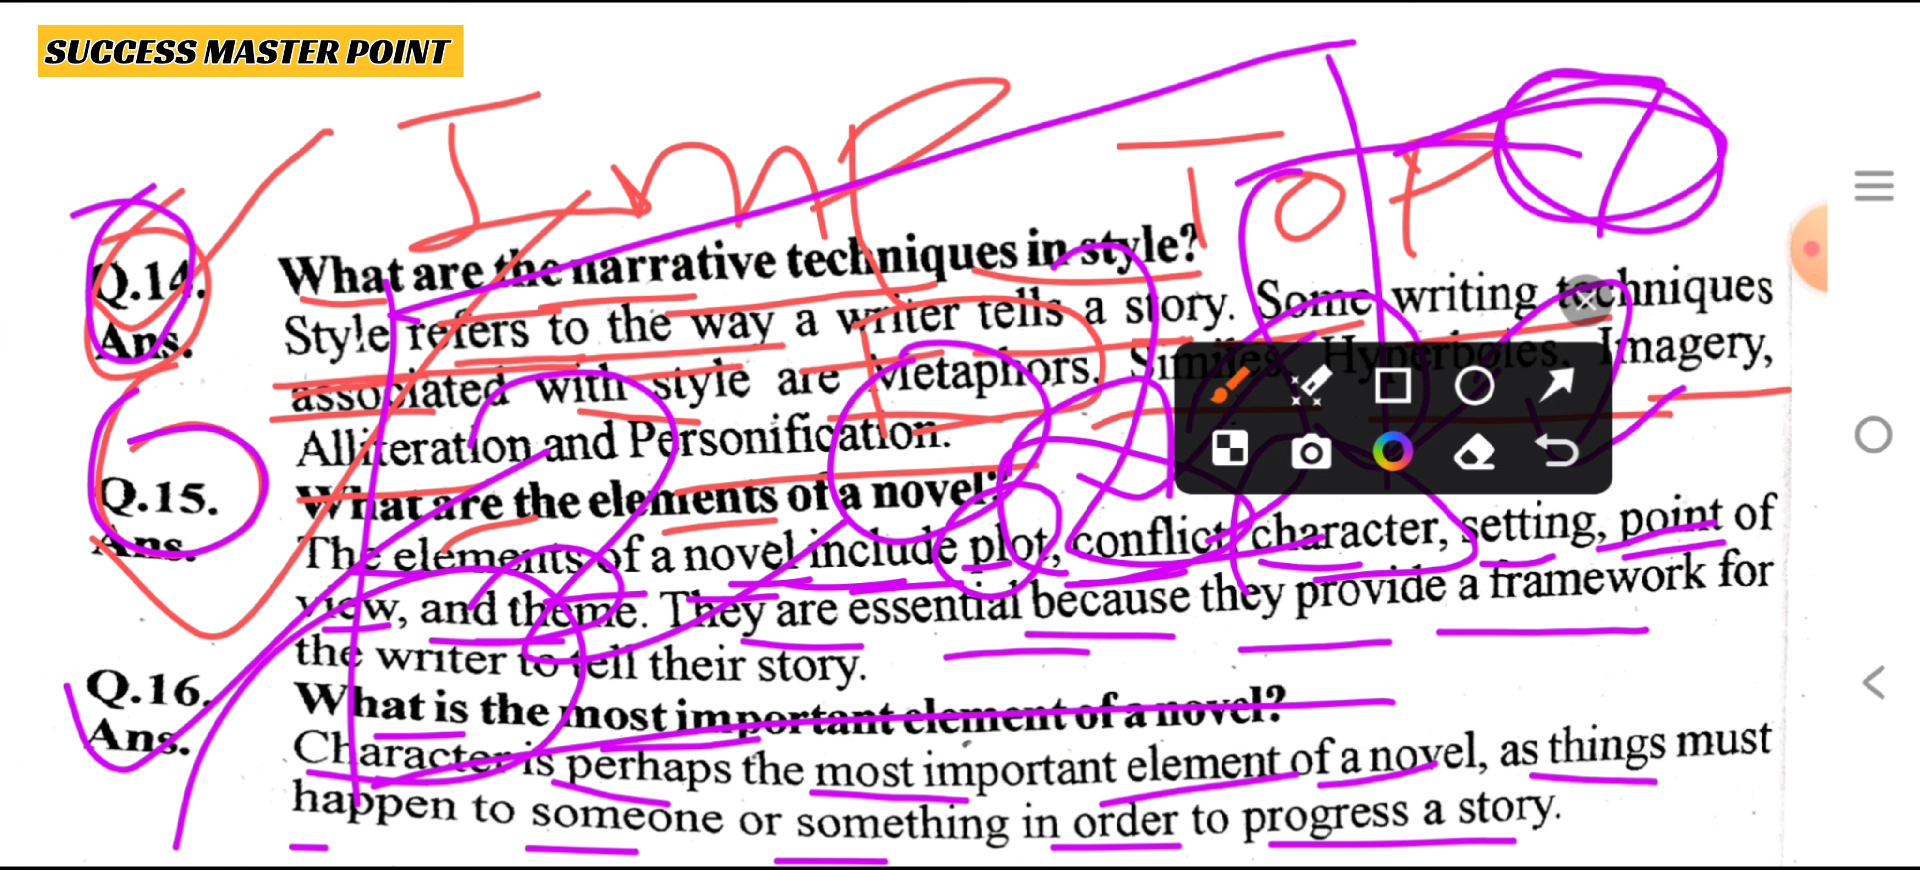 SUCCESS MASTER POINT
Imp Top 7
Q.14. What are the narrative techniques in style?
Ans. Style refers to the way a writer tells a story. Some writing techniques
associated with style are Metaphors, Similes, Hyperboles, Imagery,
Alliteration and Personification.
Q.15. What are the elements of a novel?
Ans. The elements of a novel include plot, conflict, character, setting, point of
view, and theme. They are essential because they provide a framework for
the writer to tell their story.
Q.16. What is the most important element of a novel?
Ans. Character is perhaps the most important element of a novel, as things must
happen to someone or something in order to progress a story.